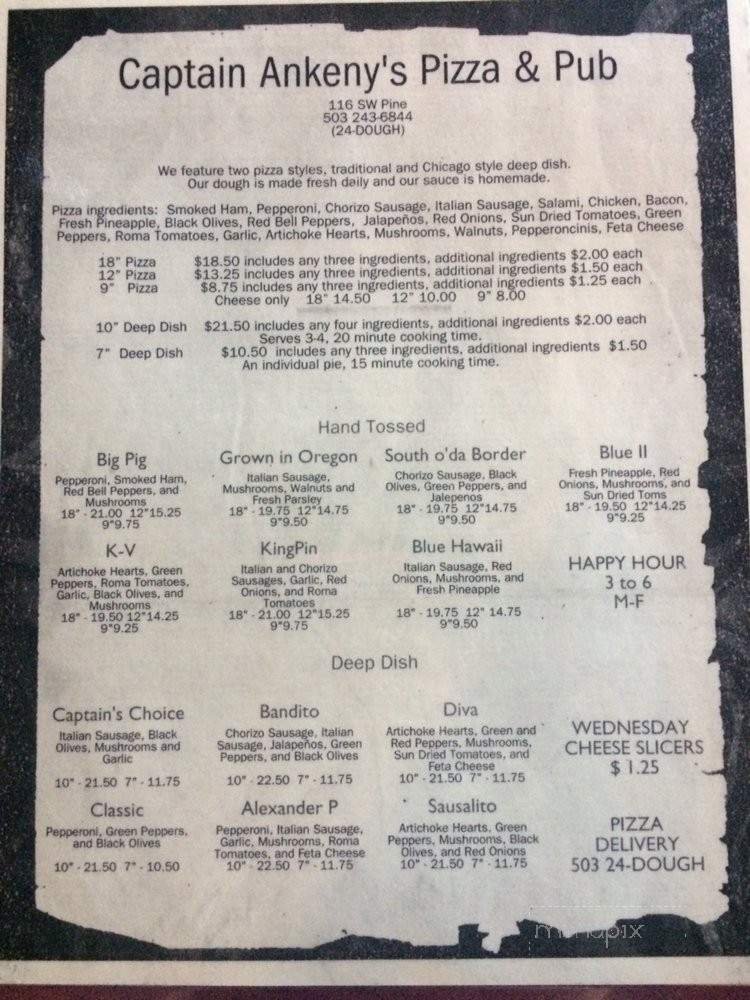 Captain Ankeny's Pizza & Pub
116 SW Pine
503 243-6844
(24-DOUGH)
We feature two pizza styles, traditional and Chicago style deep dish.
Our dough is made fresh daily and our sauce is homemade.
Pizza ingredients: Smoked Ham, Pepperoni, Chorizo Sausage, Italian Sausage, Salami, Chicken, Bacon,
Fresh Pineapple, Black Olives, Red Bell Peppers, Jalapeños, Red Onions, Sun Dried Tomatoes, Green
Peppers, Roma Tomatoes, Garlic, Artichoke Hearts, Mushrooms, Walnuts, Pepperoncinis, Feta Cheese
18" Pizza $18.50 includes any three ingredients, additional ingredients $2.00 each
12" Pizza $13.25 includes any three ingredients, additional ingredients $1.50 each
9" Pizza $8.75 includes any three ingredients, additional ingredients $1.25 each
Cheese only 18" 14.50 12" 10.00 9" 8.00
10" Deep Dish $21.50 includes any four ingredients, additional ingredients $2.00 each
Serves 3-4, 20 minute cooking time.
7" Deep Dish $10.50 includes any three ingredients, additional ingredients $1.50
An individual pie, 15 minute cooking time.
Hand Tossed
Big Pig
Pepperoni, Smoked Ham,
Red Bell Peppers, and
Mushrooms
18" - 21.00 12"15.25
9"9.75
Grown in Oregon
Italian Sausage,
Mushrooms, Walnuts and
Fresh Parsley
18" - 19.75 12"14.75
9"9.50
South o'da Border
Chorizo Sausage, Black
Olives, Green Peppers, and
Jalepenos
18" - 19.75 12"14.75
9"9.50
Blue II
Fresh Pineapple, Red
Onions, Mushrooms, and
Sun Dried Toms
18" - 19.50 12"14.25
9"9.25
K-V
Artichoke Hearts, Green
Peppers, Roma Tomatoes,
Garlic, Black Olives, and
Mushrooms
18" - 19.50 12"14.25
9"9.25
KingPin
Italian and Chorizo
Sausages, Garlic, Red
Onions, and Roma
Tomatoes
18" - 21.00 12"15.25
9"9.75
Blue Hawaii
Italian Sausage, Red
Onions, Mushrooms, and
Fresh Pineapple
18" - 19.75 12" 14.75
9"9.50
HAPPY HOUR
3 to 6
M-F
Deep Dish
Captain's Choice
Italian Sausage, Black
Olives, Mushrooms and
Garlic
10" - 21.50 7" - 11.75
Bandito
Chorizo Sausage, Italian
Sausage, Jalapeños, Green
Peppers, and Black Olives
10" - 22.50 7" - 11.75
Diva
Artichoke Hearts, Green and
Red Peppers, Mushrooms,
Sun Dried Tomatoes, and
Feta Cheese
10" - 21.50 7" - 11.75
WEDNESDAY
CHEESE SLICERS
$ 1.25
Classic
Pepperoni, Green Peppers,
and Black Olives
10" - 21.50 7" - 10.50
Alexander P
Pepperoni, Italian Sausage,
Garlic, Mushrooms, Roma
Tomatoes, and Feta Cheese
10" - 22.50 7" - 11.75
Sausalito
Artichoke Hearts, Green
Peppers, Mushrooms, Black
Olives, and Red Onions
10" - 21.50 7" - 11.75
PIZZA
DELIVERY
503 24-DOUGH
menupix